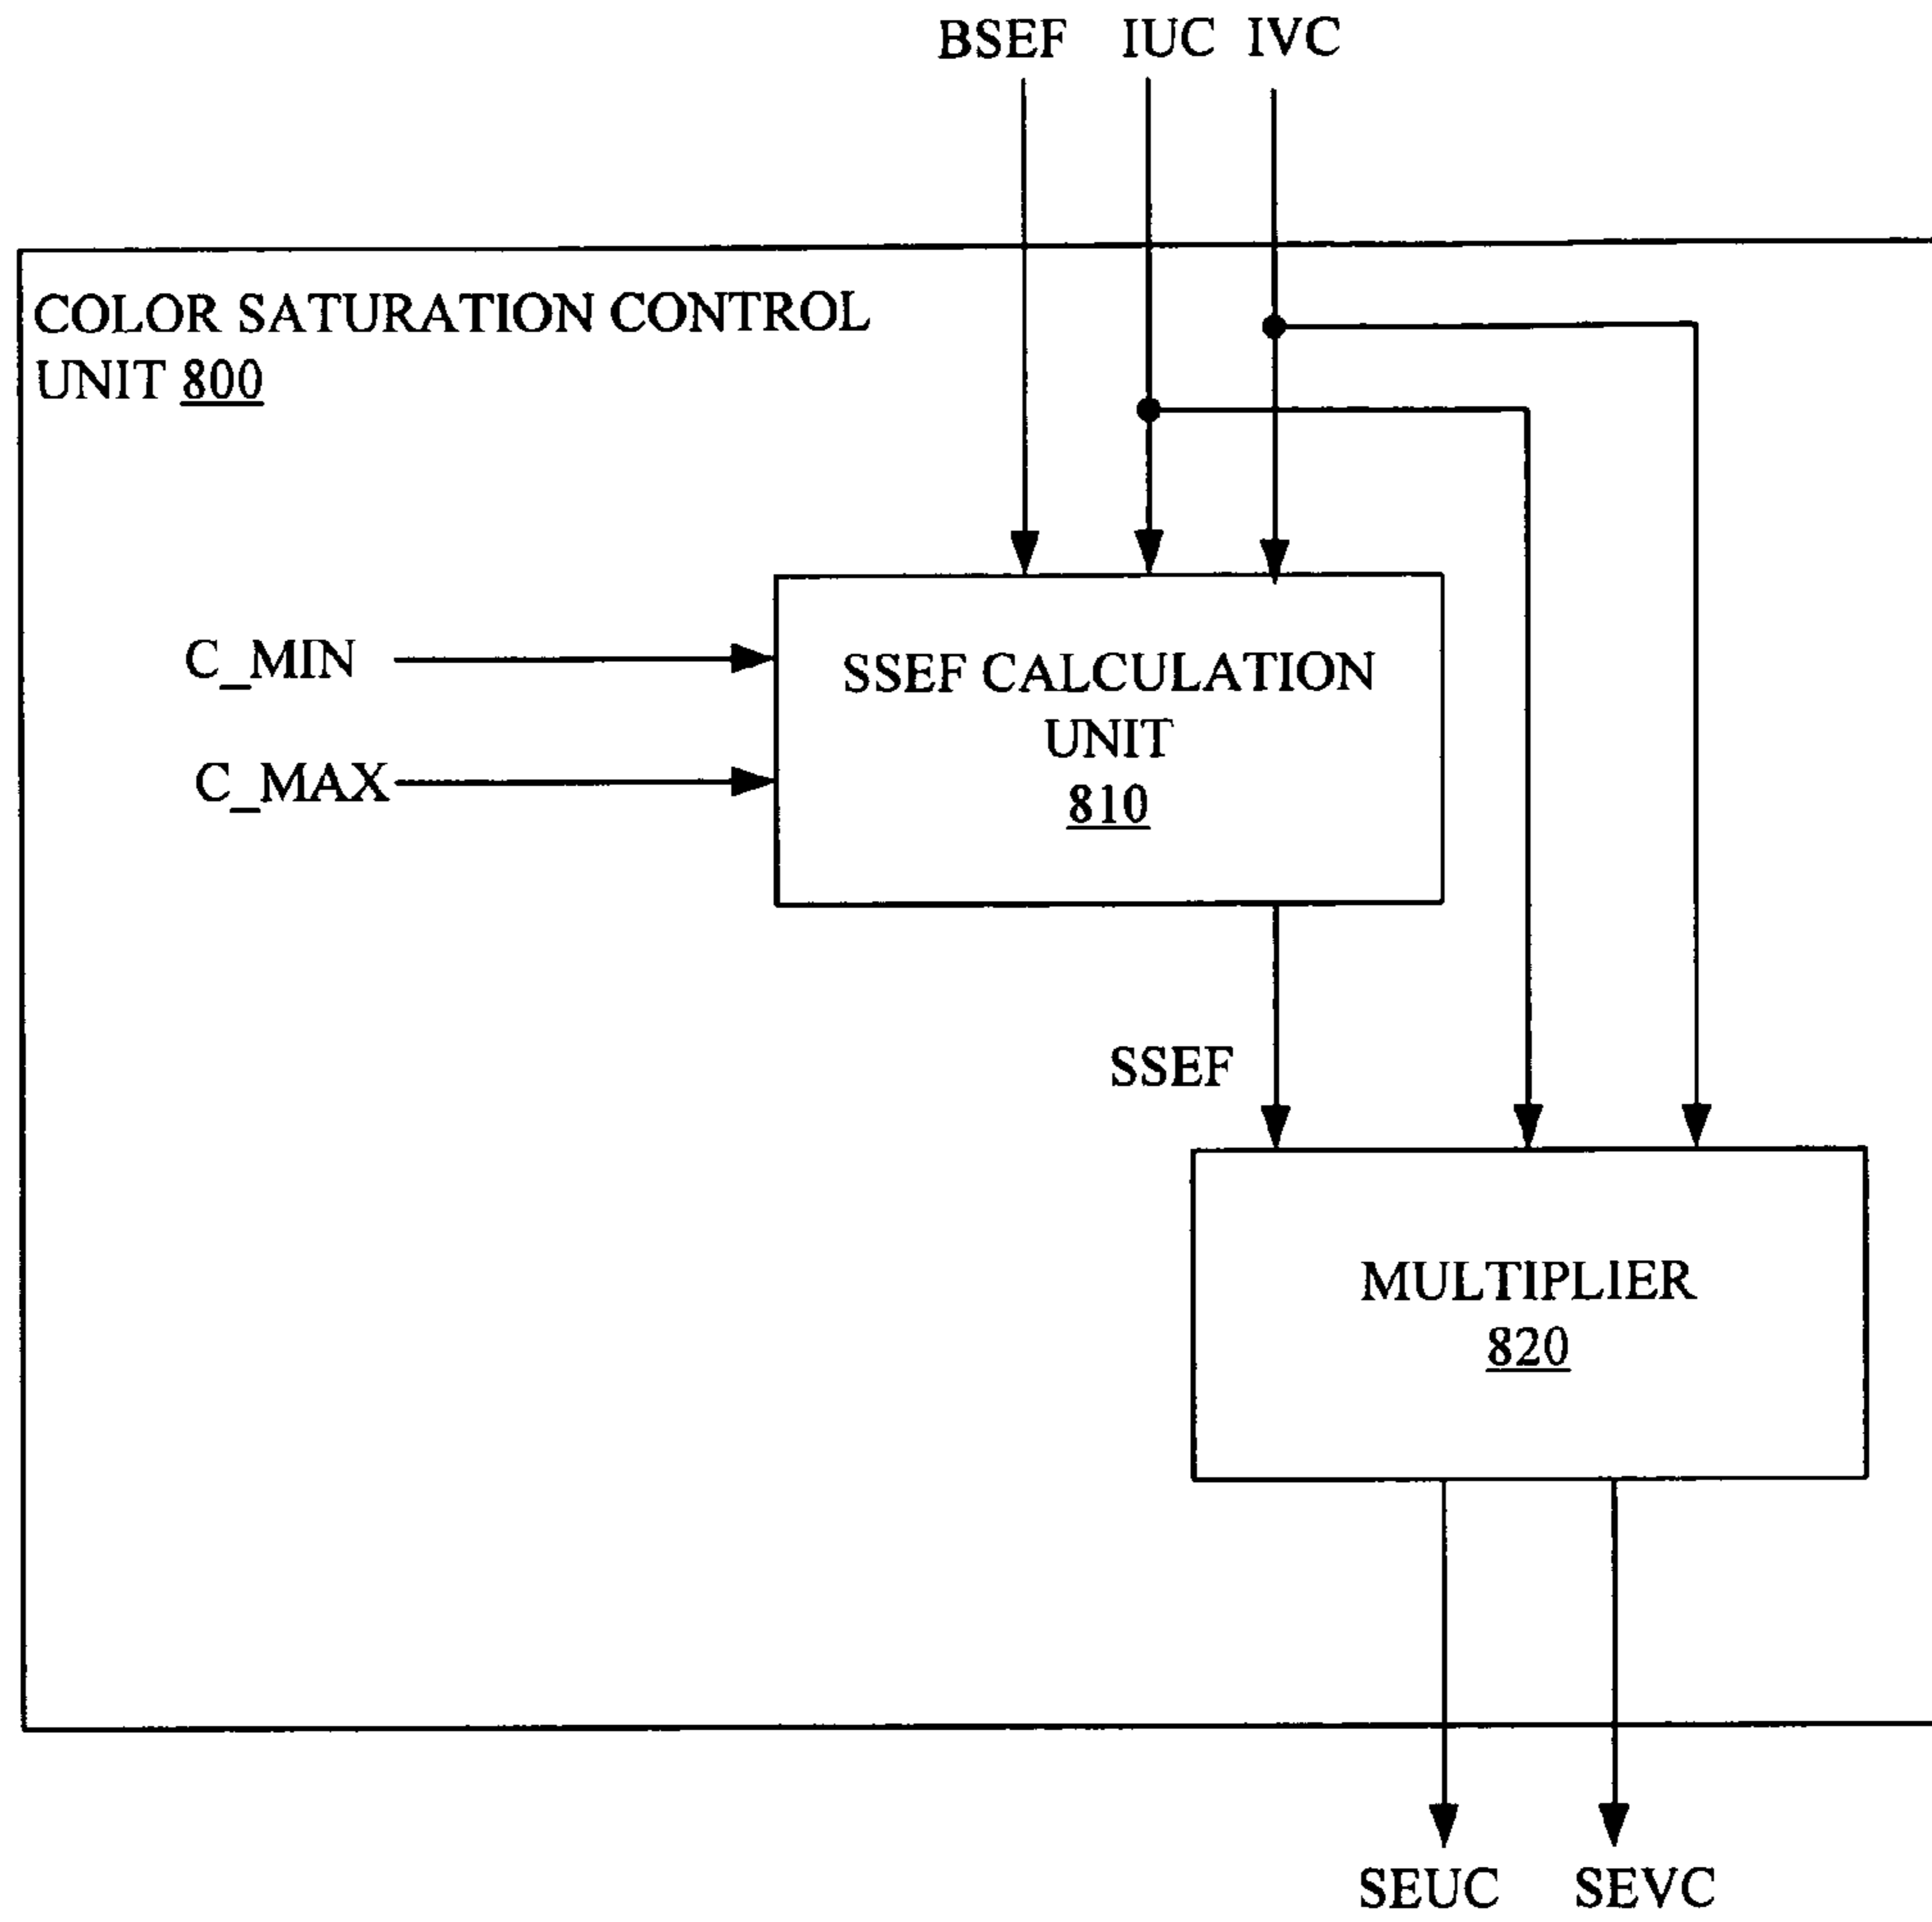 BSEF IUC IVC
COLOR SATURATION CONTROL
UNIT 800
C_MIN
C_MAX
SSEF CALCULATION
UNIT
810
SSEF
MULTIPLIER
820
SEUC SEVC